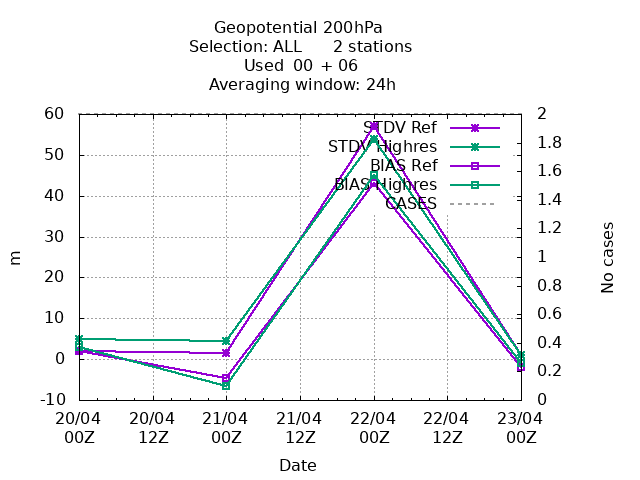 Geopotential 200hPa
Selection: ALL 2 stations
Used 00 + 06
Averaging window: 24h
STDV Ref
STDV Highres
BIAS Ref
BIAS Highres
CASES
60
50
40
30
20
10
0
-10
m
2
1.8
1.6
1.4
1.2
1
0.8
0.6
0.4
0.2
0
No cases
20/04 20/04 21/04 21/04 22/04 22/04 23/04
00Z 12Z 00Z 12Z 00Z 12Z 00Z
Date